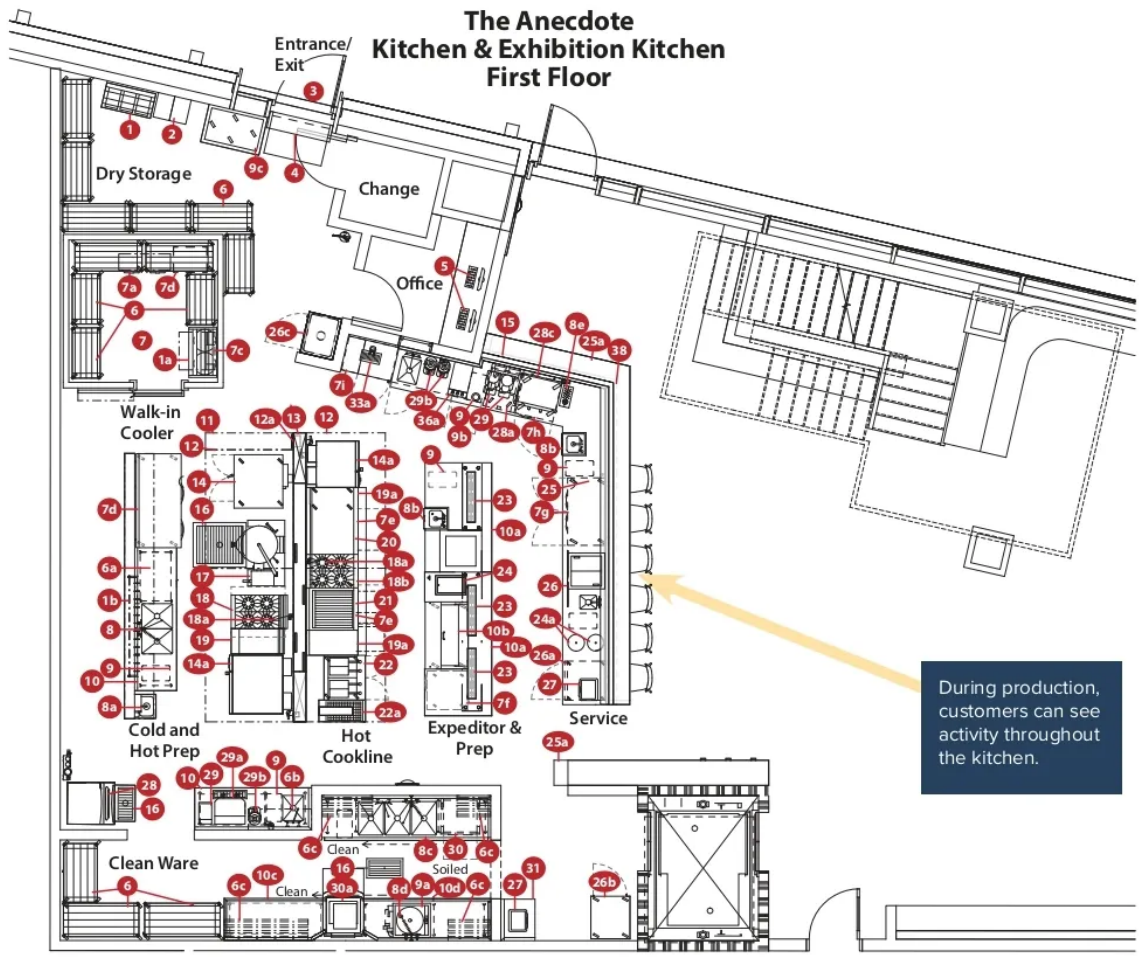 The Anecdote
Kitchen & Exhibition Kitchen
First Floor
Entrance/
Exit
3
1
2
9c
4
Dry Storage
Change
6
Office
5
7a
7d
6
7
1a
7c
26c
7i
33a
29b
36a
9
9b
29
28a
7h
15
28c
8e
25a
38
8b
Walk-in
Cooler
11
12a
13
12
12
14
14a
9
9
25
7g
7d
16
19a
7e
20
8b
23
10a
6a
17
18a
18b
24
26
1b
18
21
23
8
18a
7e
10b
24a
19
19a
10a
26a
9
14a
22
23
10
27
8a
22a
7f
Cold and
Hot Prep
Hot
Cookline
Expeditor &
Prep
Service
During production,
customers can see
activity throughout
the kitchen.
25a
28
16
10
29
29a
29b
9
6b
6c
Clean
8c
30
6c
Soiled
Clean Ware
6
6c
10c
Clean
16
30a
8d
9a
10d
6c
27
31
26b